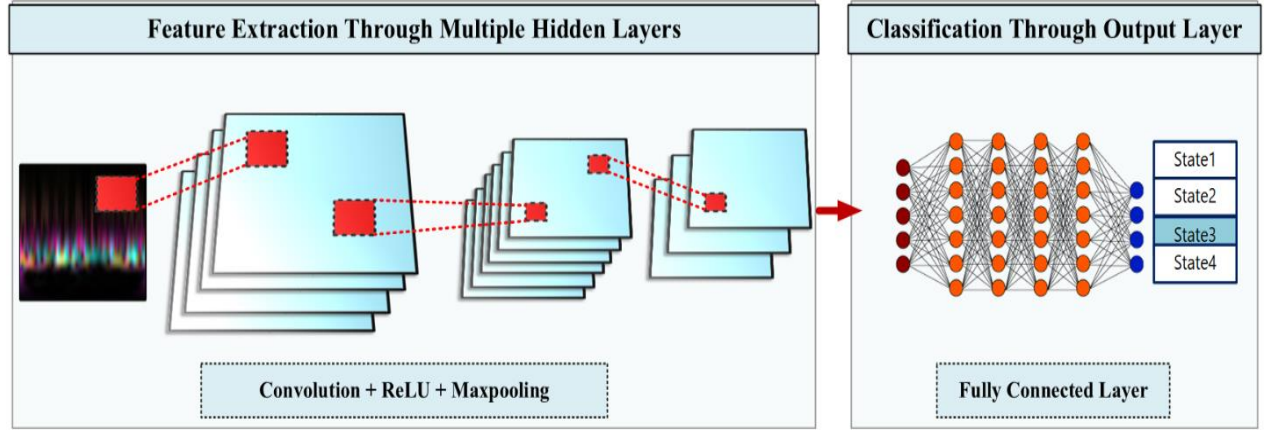 Feature Extraction Through Multiple Hidden Layers
Classification Through Output Layer
State1
State2
State3
State4
Convolution + ReLU + Maxpooling
Fully Connected Layer